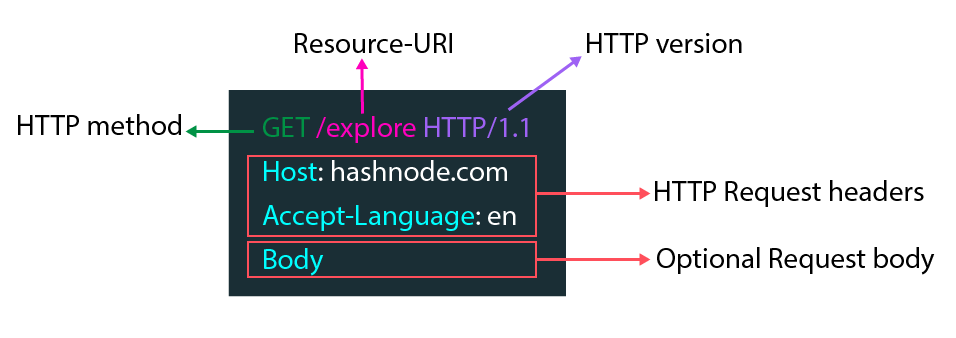 Resource-URI
HTTP version
HTTP method
GET /explore HTTP/1.1
Host: hashnode.com
HTTP Request headers
Accept-Language: en
Body
Optional Request body